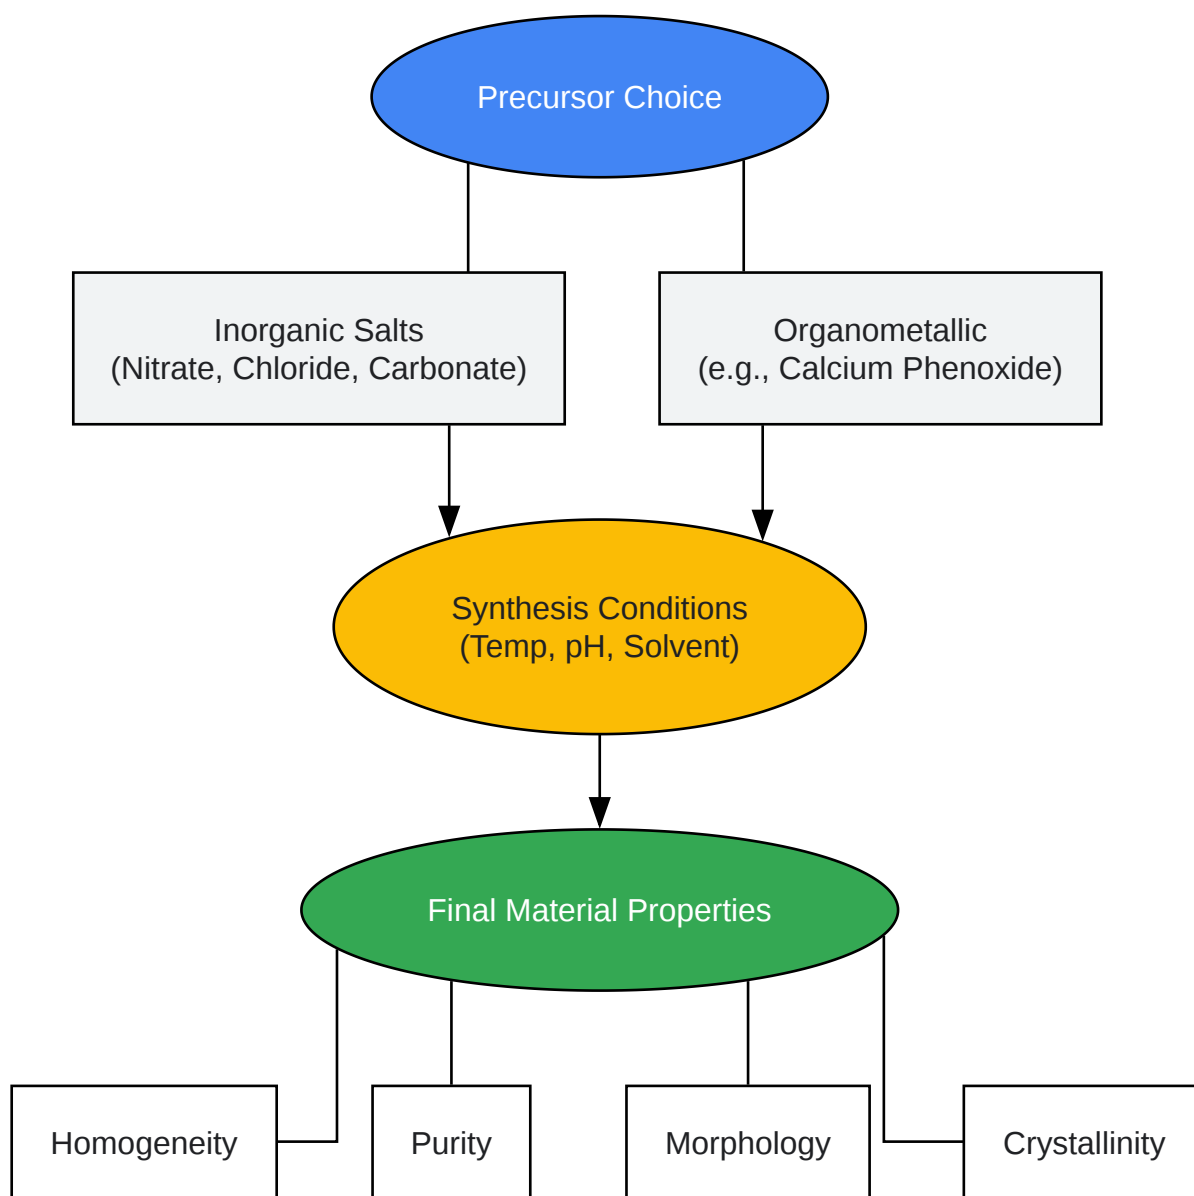 Precursor Choice
Inorganic Salts
(Nitrate, Chloride, Carbonate)
Organometallic
(e.g., Calcium Phenoxide)
Synthesis Conditions
(Temp, pH, Solvent)
Final Material Properties
Homogeneity
Purity
Morphology
Crystallinity